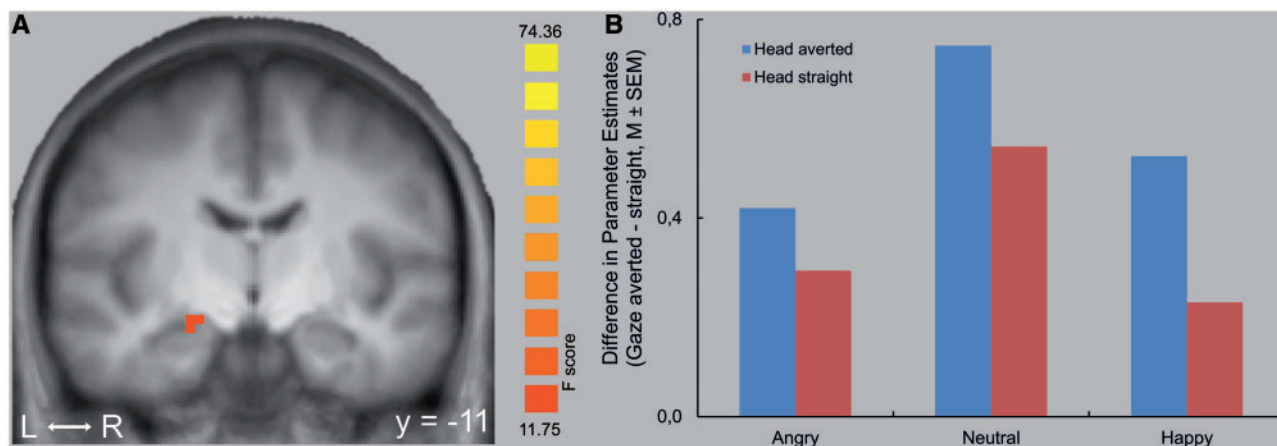 A
74.36
F score
11.75
L ↔ R
y = -11
B
Difference in Parameter Estimates
(Gaze averted - straight, M ± SEM)
0,8
0,4
0,0
Head averted
Head straight
Angry
Neutral
Happy